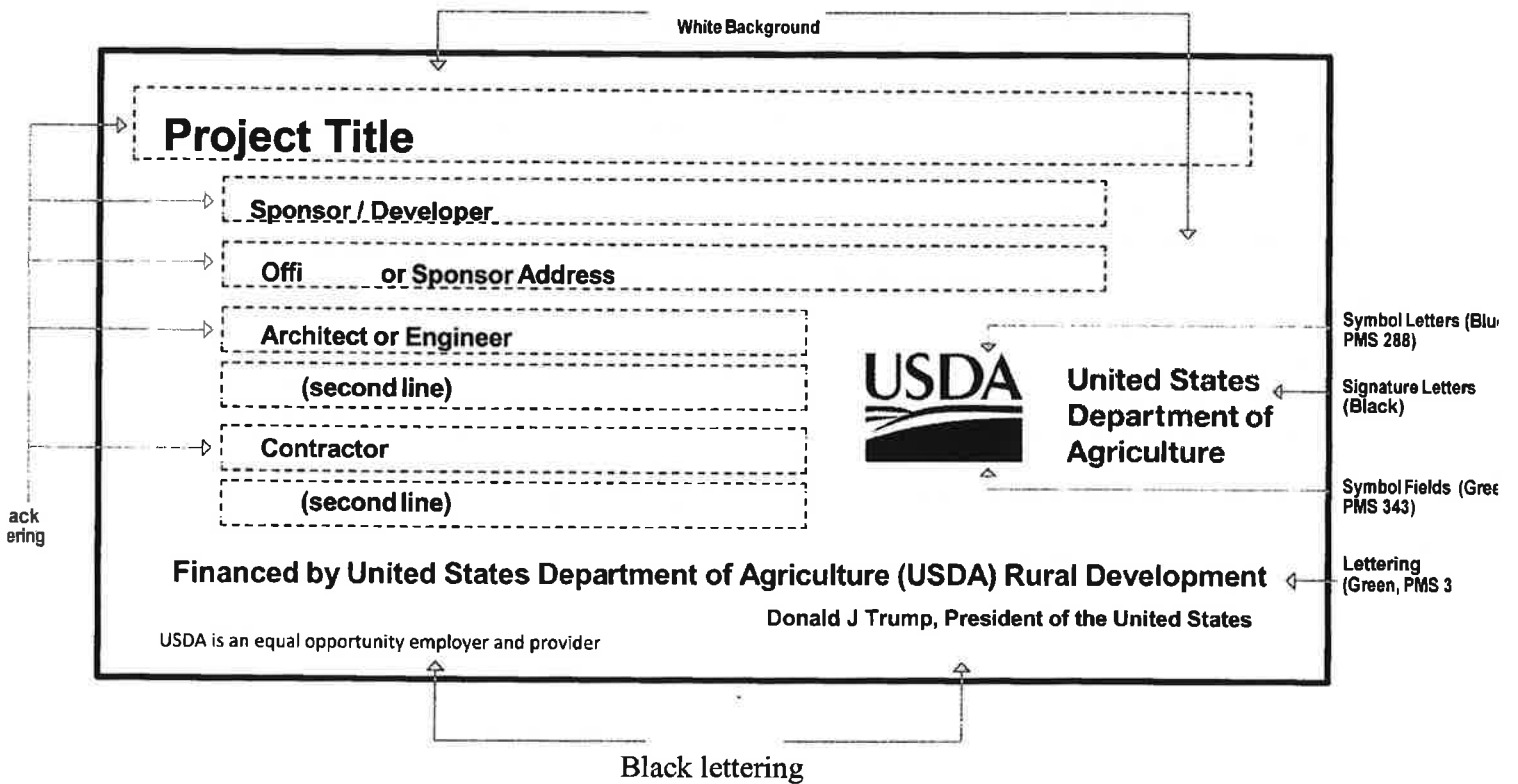 White Background
Project Title
Sponsor / Developer
Offi or Sponsor Address
Architect or Engineer
(second line)
Contractor
(second line)
ack
ering
USDA
United States
Department of
Agriculture
Symbol Letters (Blu
PMS 288)
Signature Letters
(Black)
Symbol Fields (Gree
PMS 343)
Financed by United States Department of Agriculture (USDA) Rural Development
Lettering
(Green, PMS 3
Donald J Trump, President of the United States
USDA is an equal opportunity employer and provider
Black lettering